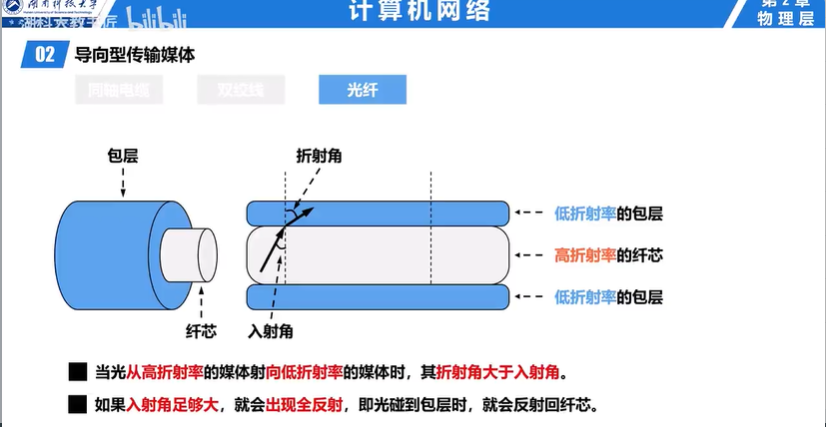 湖南科技大学
计算机网络
第2章
物理层
湖科大教书匠 bilibili
02 导向型传输媒体
同轴电缆 双绞线 光纤
包层
折射角
低折射率的包层
高折射率的纤芯
低折射率的包层
纤芯
入射角
当光从高折射率的媒体射向低折射率的媒体时，其折射角大于入射角。
如果入射角足够大，就会出现全反射，即光碰到包层时，就会反射回纤芯。